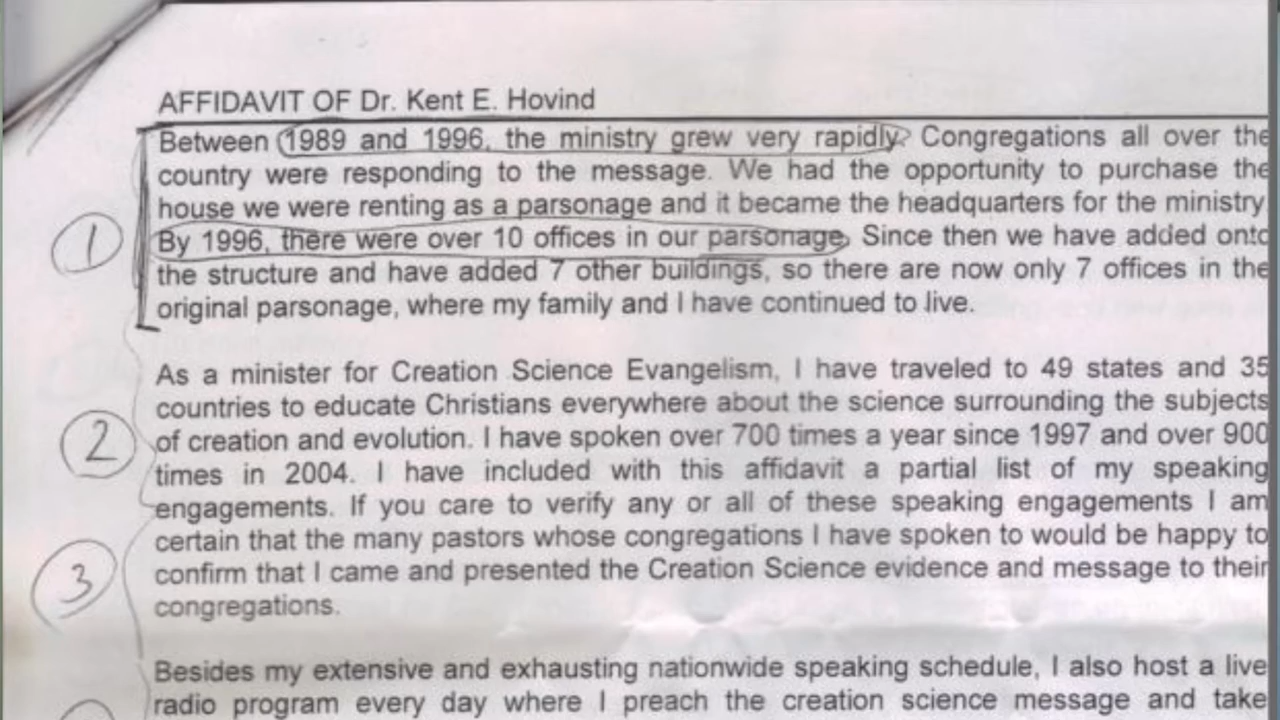 AFFIDAVIT OF Dr. Kent E. Hovind
Between 1989 and 1996, the ministry grew very rapidly. Congregations all over the
country were responding to the message. We had the opportunity to purchase the
house we were renting as a parsonage and it became the headquarters for the ministry
1
By 1996, there were over 10 offices in our parsonage. Since then we have added onto
the structure and have added 7 other buildings, so there are now only 7 offices in the
original parsonage, where my family and I have continued to live.
As a minister for Creation Science Evangelism, I have traveled to 49 states and 35
countries to educate Christians everywhere about the science surrounding the subjects
2
of creation and evolution. I have spoken over 700 times a year since 1997 and over 900
times in 2004. I have included with this affidavit a partial list of my speaking
engagements. If you care to verify any or all of these speaking engagements I am
certain that the many pastors whose congregations I have spoken to would be happy to
3
confirm that I came and presented the Creation Science evidence and message to their
congregations.
Besides my extensive and exhausting nationwide speaking schedule, I also host a live
radio program every day where I preach the creation science message and take